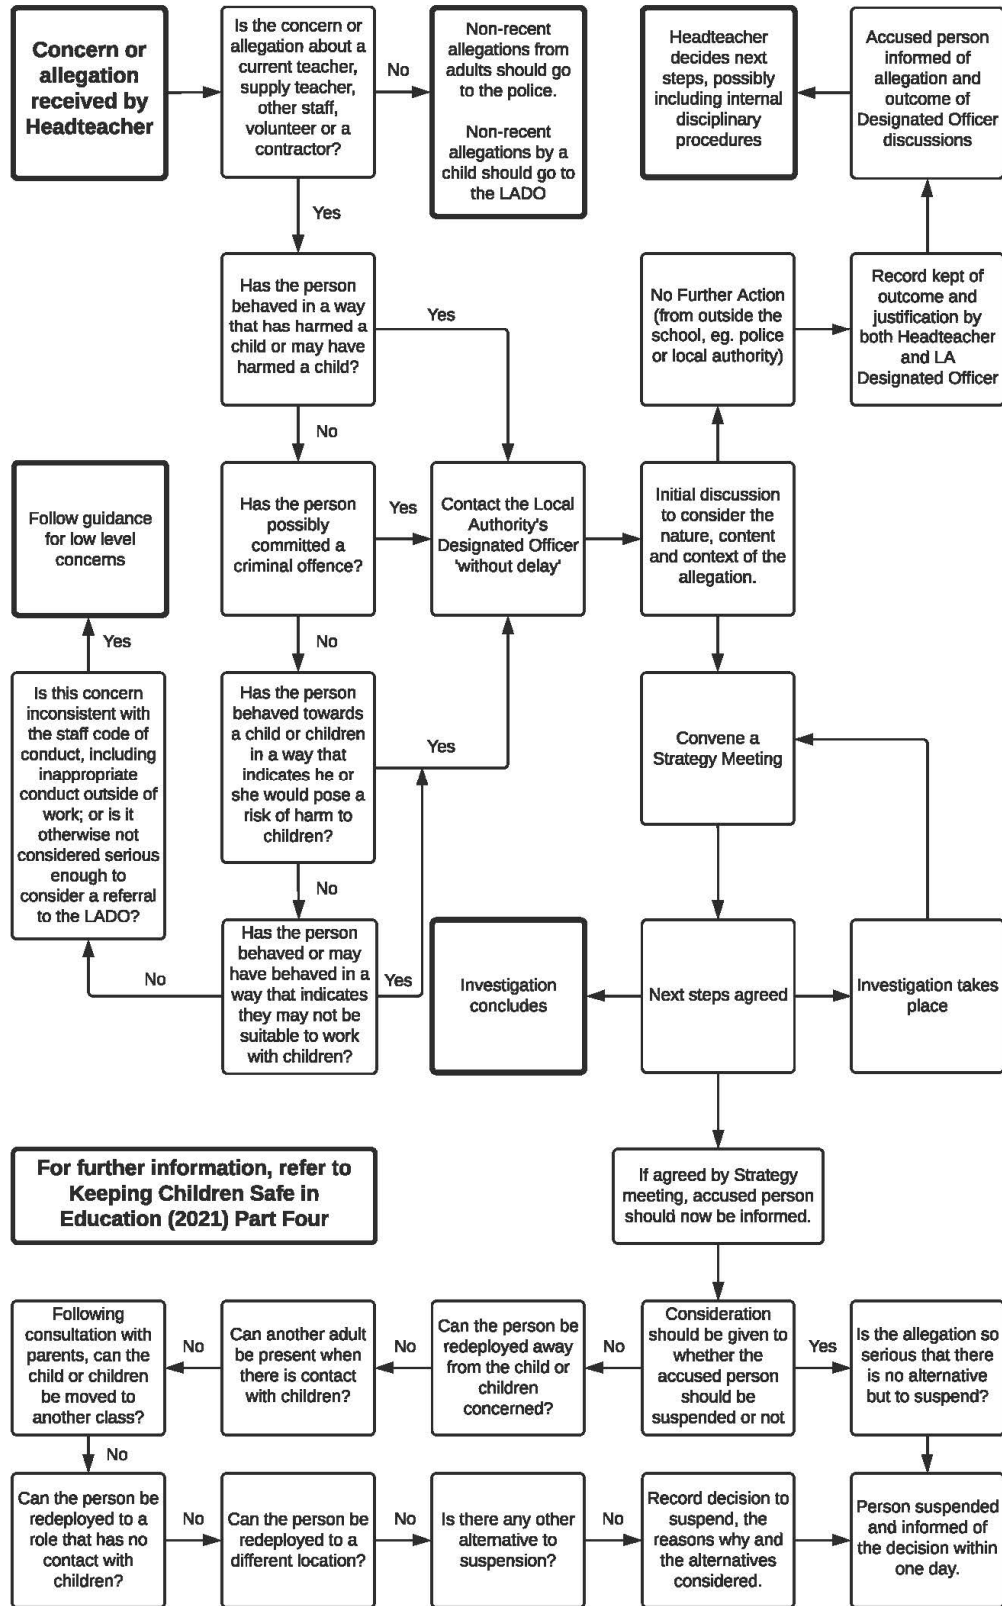 Concern or
allegation
received by
Headteacher
Is the concern or
allegation about a
current teacher,
supply teacher,
other staff,
volunteer or a
contractor?
No
Non-recent
allegations from
adults should go
to the police.
Non-recent
allegations by a
child should go to
the LADO
Headteacher
decides next
steps, possibly
including internal
disciplinary
procedures
Accused person
informed of
allegation and
outcome of
Designated Officer
discussions
Yes
Has the person
behaved in a way
that has harmed a
child or may have
harmed a child?
Yes
No Further Action
(from outside the
school, eg. police
or local authority)
Record kept of
outcome and
justification by
both Headteacher
and LA
Designated Officer
No
Follow guidance
for low level
concerns
Has the person
possibly
committed a
criminal offence?
Yes
Contact the Local
Authority's
Designated Officer
'without delay'
Initial discussion
to consider the
nature, content
and context of the
allegation.
Yes
No
Is this concern
inconsistent with
the staff code of
conduct, including
inappropriate
conduct outside of
work; or is it
otherwise not
considered serious
enough to
consider a referral
to the LADO?
Has the person
behaved towards
a child or children
in a way that
indicates he or
she would pose a
risk of harm to
children?
Yes
Convene a
Strategy Meeting
No
No
Has the person
behaved or may
have behaved in a
way that indicates
they may not be
suitable to work
with children?
Yes
Investigation
concludes
Next steps agreed
Investigation takes
place
For further information, refer to
Keeping Children Safe in
Education (2021) Part Four
If agreed by Strategy
meeting, accused person
should now be informed.
Following
consultation with
parents, can the
child or children
be moved to
another class?
No
Can another adult
be present when
there is contact
with children?
No
Can the person be
redeployed away
from the child or
children
concerned?
No
Consideration
should be given to
whether the
accused person
should be
suspended or not
Yes
Is the allegation so
serious that there
is no alternative
but to suspend?
No
Can the person be
redeployed to a
role that has no
contact with
children?
No
Can the person be
redeployed to a
different location?
No
Is there any other
alternative to
suspension?
No
Record decision to
suspend, the
reasons why and
the alternatives
considered.
Person suspended
and informed of
the decision within
one day.